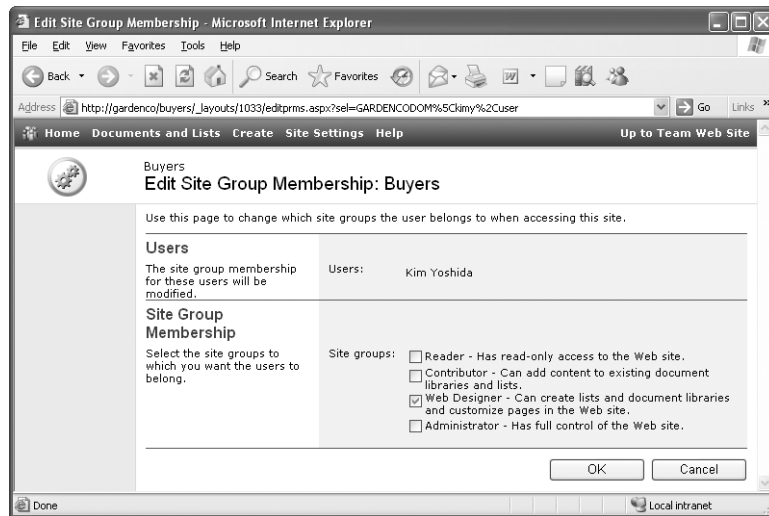 Edit Site Group Membership - Microsoft Internet Explorer
File Edit View Favorites Tools Help
Back Search Favorites
Address http://gardenco/buyers/_layouts/1033/editprms.aspx?sel=GARDENCODOM%5Ckimy%2Cuser Go Links »
Home Documents and Lists Create Site Settings Help Up to Team Web Site
Buyers
Edit Site Group Membership: Buyers
Use this page to change which site groups the user belongs to when accessing this site.
Users
The site group membership
for these users will be
modified.
Users: Kim Yoshida
Site Group
Membership
Select the site groups to
which you want the users to
belong.
Site groups:
Reader - Has read-only access to the Web site.
Contributor - Can add content to existing document
libraries and lists.
Web Designer - Can create lists and document libraries
and customize pages in the Web site.
Administrator - Has full control of the Web site.
OK Cancel
Done Local intranet